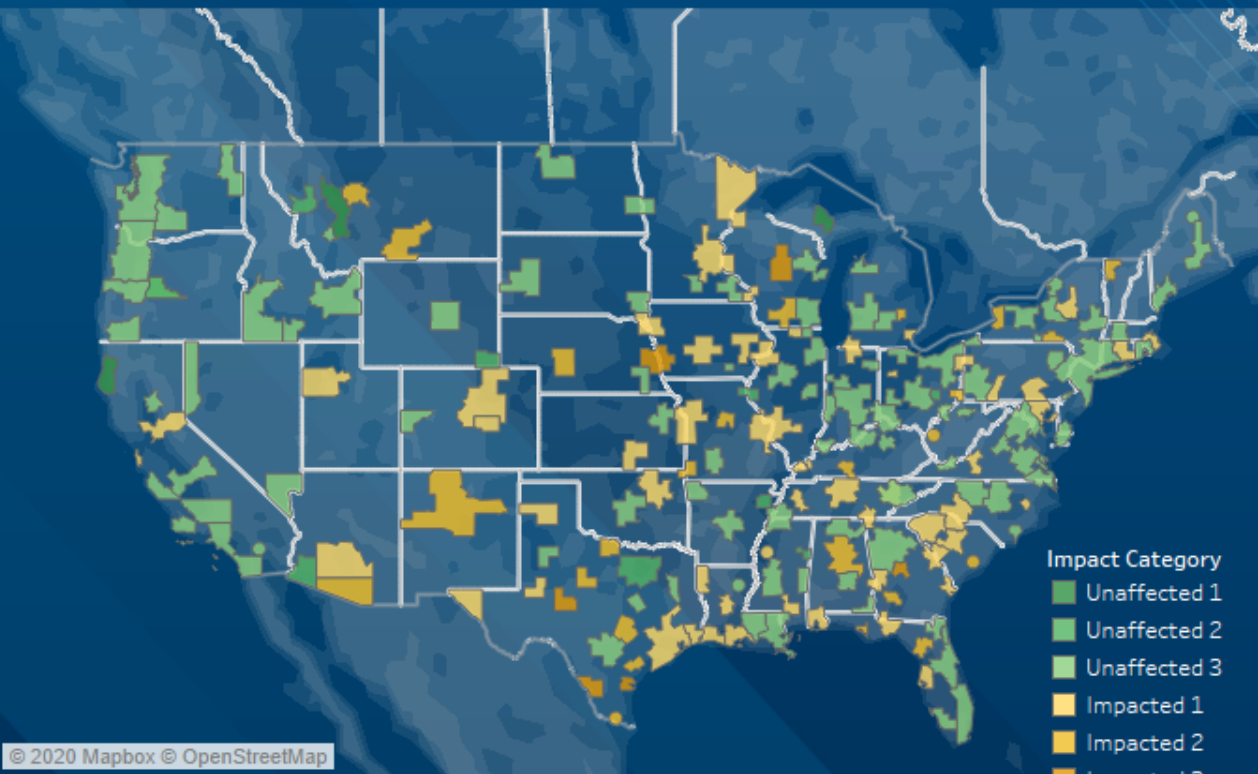 Impact Category
Unaffected 1
Unaffected 2
Unaffected 3
Impacted 1
Impacted 2
© 2020 Mapbox © OpenStreetMap